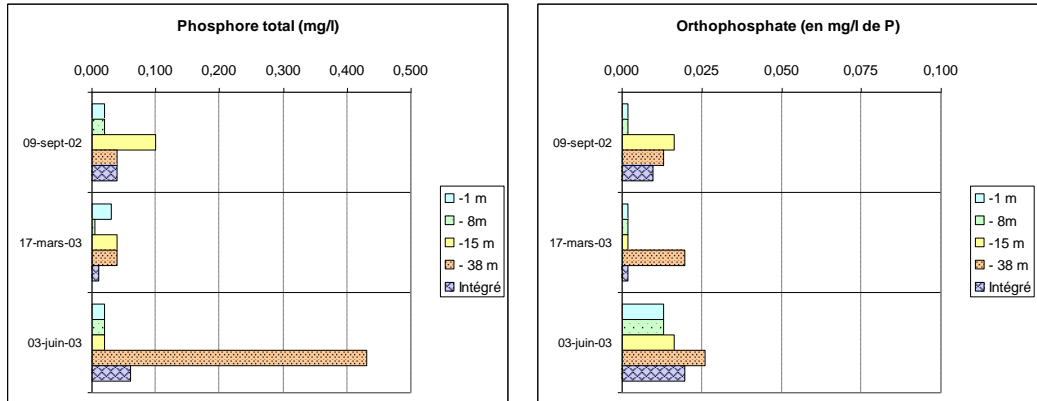 Phosphore total (mg/l)
0,000 0,100 0,200 0,300 0,400 0,500
09-sept-02
17-mars-03
03-juin-03
-1 m
- 8m
-15 m
- 38 m
Intégré
Orthophosphate (en mg/l de P)
0,000 0,025 0,050 0,075 0,100
09-sept-02
17-mars-03
03-juin-03
-1 m
- 8m
-15 m
- 38 m
Intégré